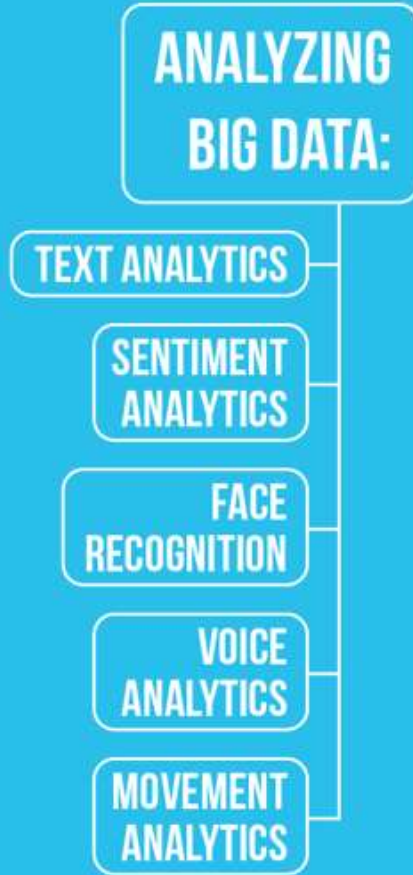 ANALYZING
BIG DATA:
TEXT ANALYTICS
SENTIMENT
ANALYTICS
FACE
RECOGNITION
VOICE
ANALYTICS
MOVEMENT
ANALYTICS